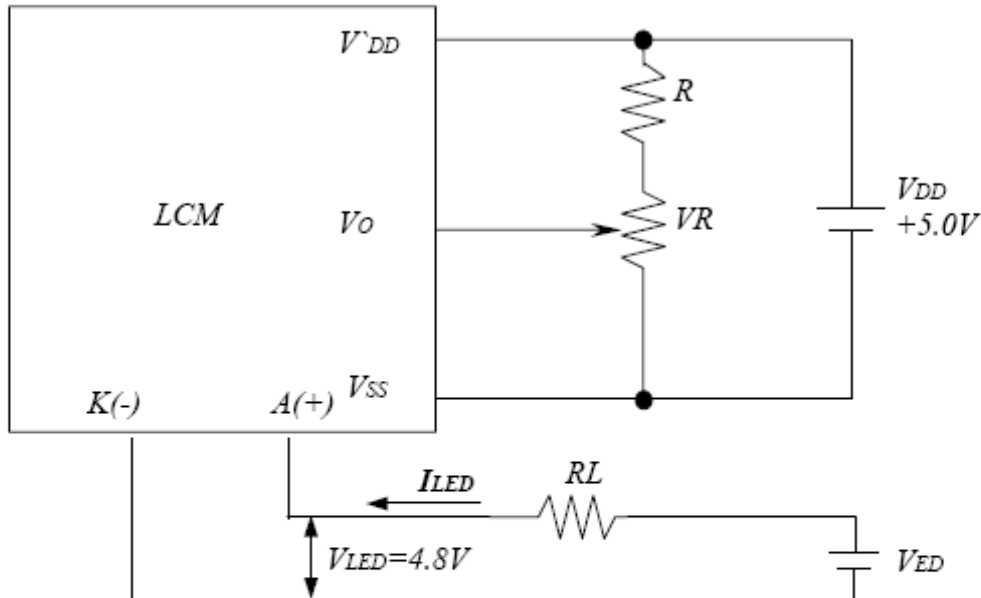 V`DD
R
LCM
VO
VR
VDD
+5.0V
VSS
K(-)
A(+)
ILED
RL
VLED=4.8V
VED